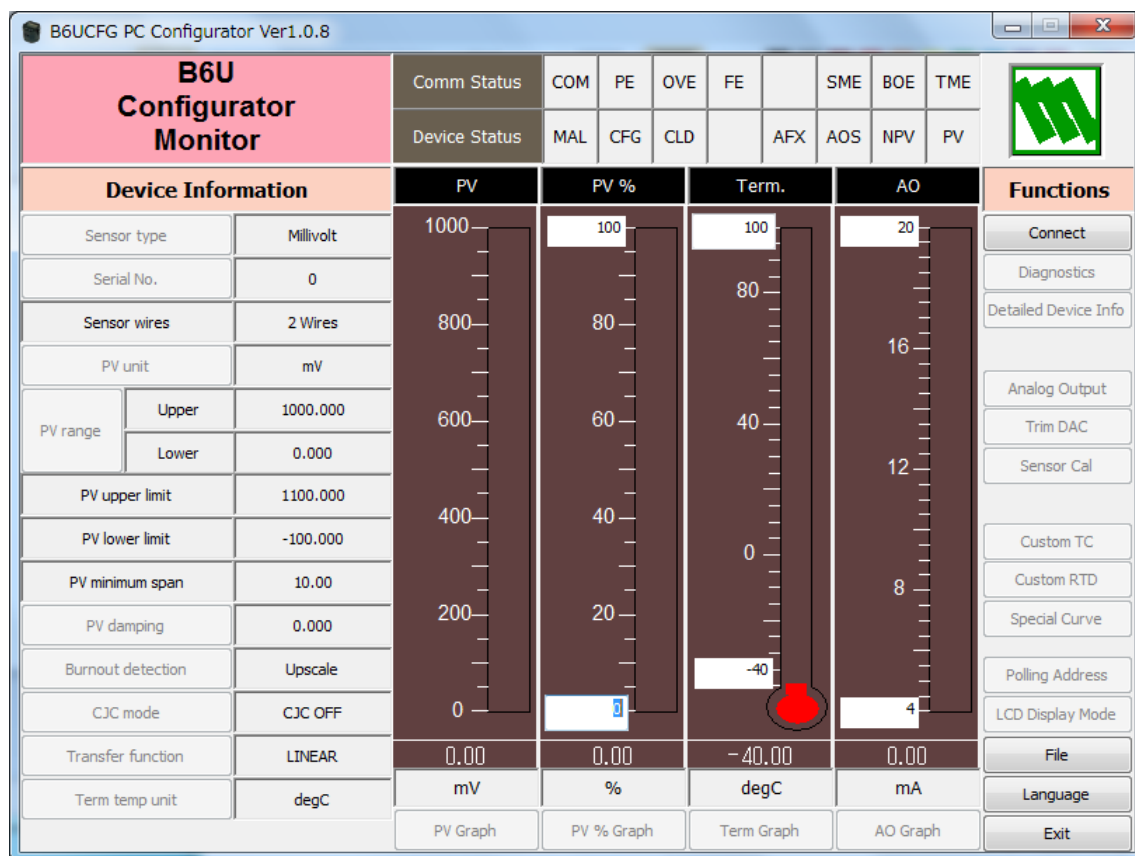 B6UCFG PC Configurator Ver1.0.8
B6U
Configurator
Monitor
Comm Status COM PE OVE FE SME BOE TME
Device Status MAL CFG CLD AFX AOS NPV PV
Device Information
Sensor type Millivolt
Serial No. 0
Sensor wires 2 Wires
PV unit mV
PV range
Upper 1000.000
Lower 0.000
PV upper limit 1100.000
PV lower limit -100.000
PV minimum span 10.00
PV damping 0.000
Burnout detection Upscale
CJC mode CJC OFF
Transfer function LINEAR
Term temp unit degC
PV
1000
800
600
400
200
0
0.00
mV
PV Graph
PV %
100
80
60
40
20
0
0.00
%
PV % Graph
Term.
100
80
40
0
-40
-40.00
degC
Term Graph
AO
20
16
12
8
4
0.00
mA
AO Graph
Functions
Connect
Diagnostics
Detailed Device Info
Analog Output
Trim DAC
Sensor Cal
Custom TC
Custom RTD
Special Curve
Polling Address
LCD Display Mode
File
Language
Exit